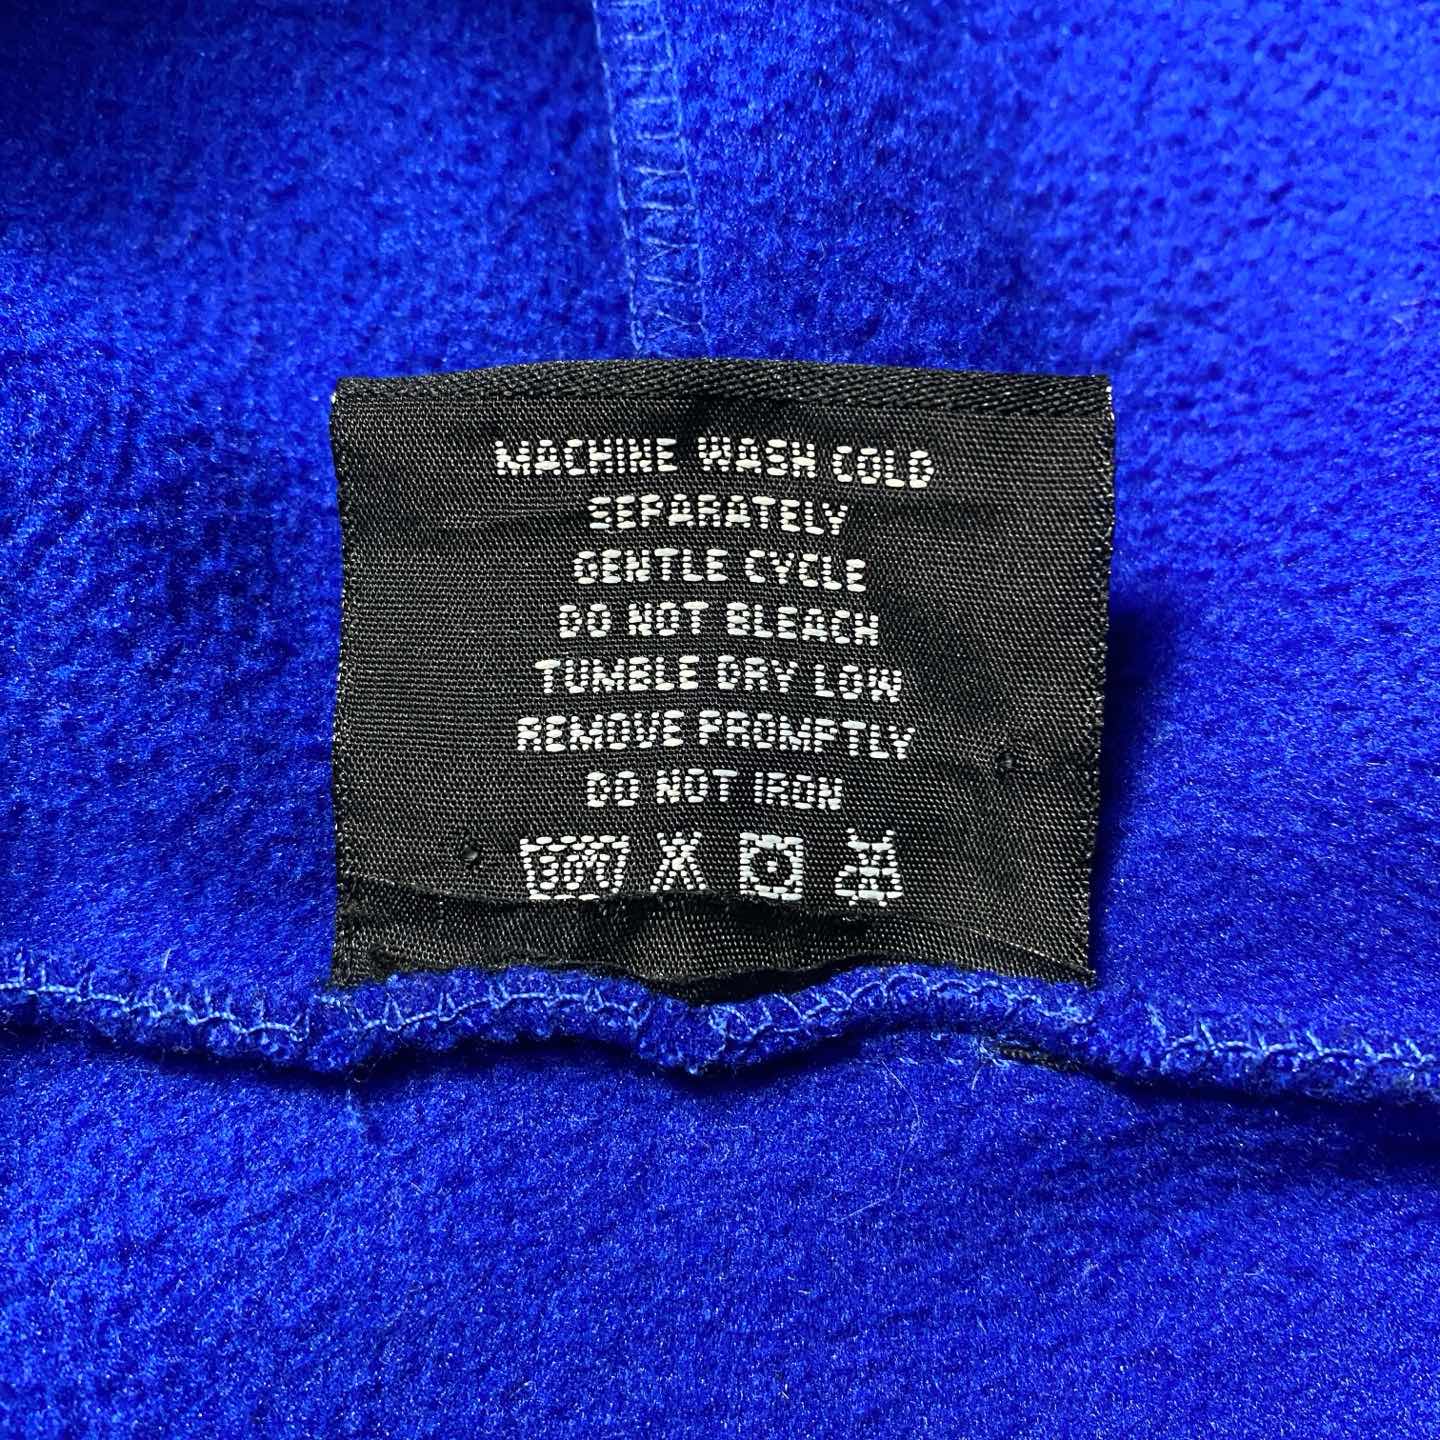 MACHINE WASH COLD
SEPARATELY
GENTLE CYCLE
DO NOT BLEACH
TUMBLE DRY LOW
REMOVE PROMPTLY
DO NOT IRON